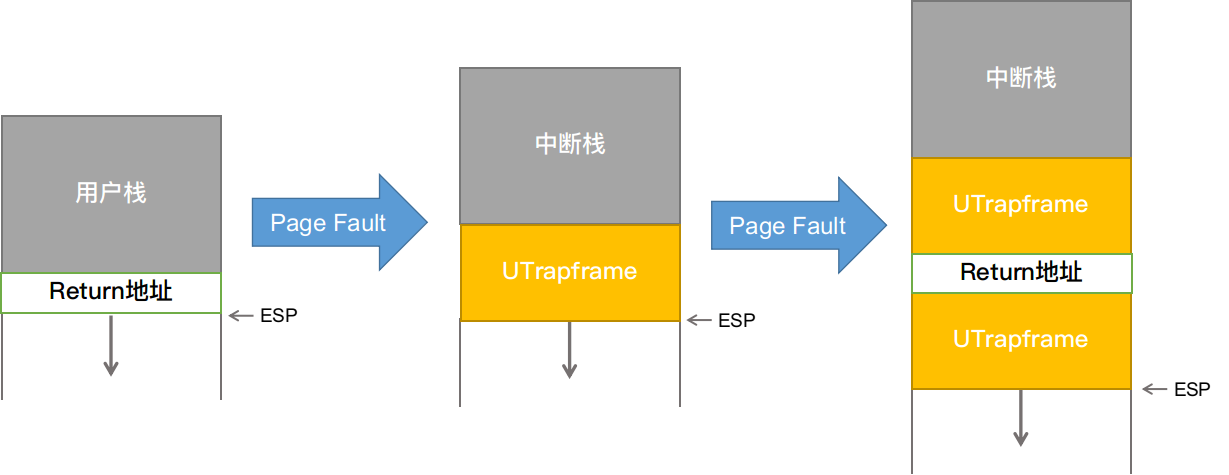 用户栈
Return地址
ESP
Page Fault
中断栈
UTrapframe
ESP
Page Fault
中断栈
UTrapframe
Return地址
UTrapframe
ESP